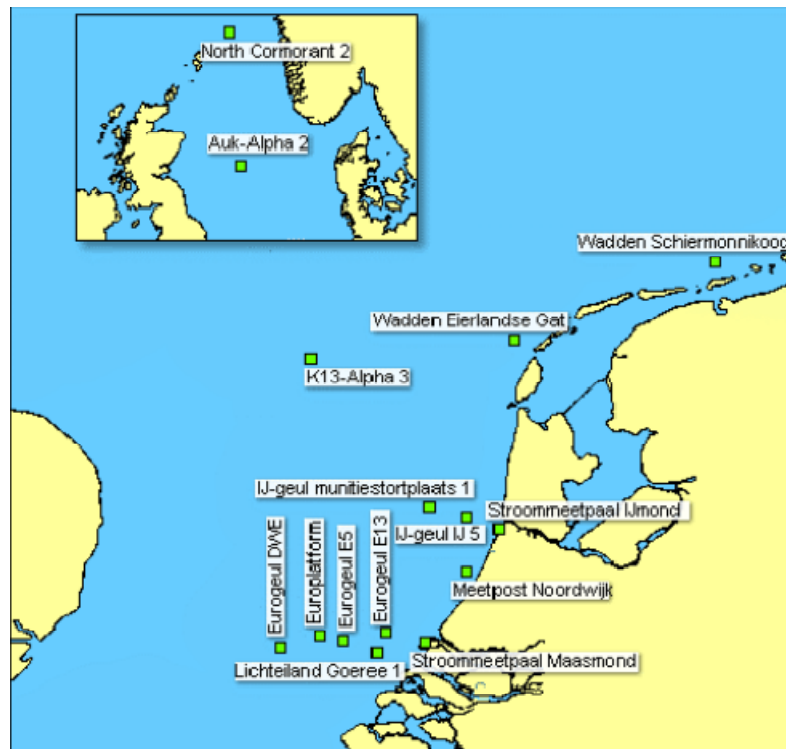 North Cormorant 2
Auk-Alpha 2
Wadden Schiermonnikoog
Wadden Eierlandse Gat
K13-Alpha 3
IJ-geul munitiestortplaats 1
Stroommeetpaal IJmond
IJ-geul IJ 5
Meetpost Noordwijk
Eurogeul DWE
Europlatform
Eurogeul E5
Eurogeul E13
Stroommeetpaal Maasmond
Lichteiland Goeree 1